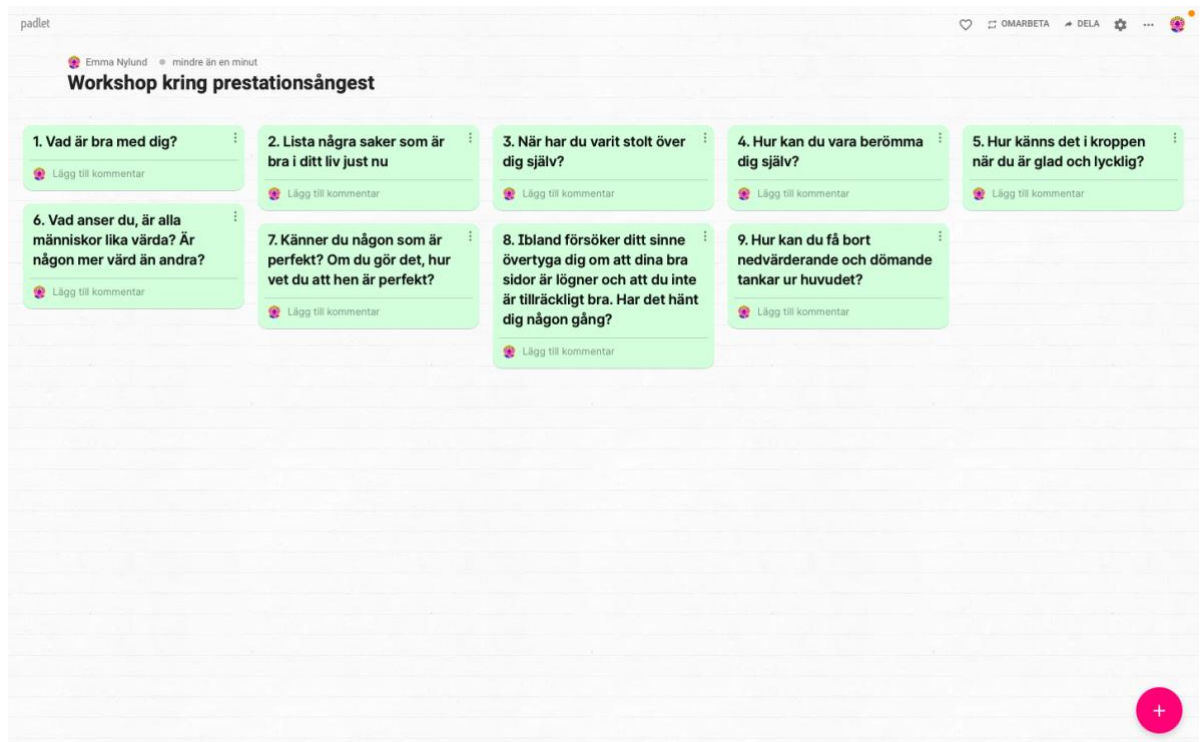 padlet
OMARBETA
DELA
Emma Nylund
mindre än en minut
Workshop kring prestationsångest
1. Vad är bra med dig?
Lägg till kommentar
2. Lista några saker som är
bra i ditt liv just nu
Lägg till kommentar
3. När har du varit stolt över
dig själv?
Lägg till kommentar
4. Hur kan du vara berömma
dig själv?
Lägg till kommentar
5. Hur känns det i kroppen
när du är glad och lycklig?
Lägg till kommentar
6. Vad anser du, är alla
människor lika värda? Är
någon mer värd än andra?
Lägg till kommentar
7. Känner du någon som är
perfekt? Om du gör det, hur
vet du att hen är perfekt?
Lägg till kommentar
8. Ibland försöker ditt sinne
övertyga dig om att dina bra
sidor är lögner och att du inte
är tillräckligt bra. Har det hänt
dig någon gång?
Lägg till kommentar
9. Hur kan du få bort
nedvärderande och dömande
tankar ur huvudet?
Lägg till kommentar